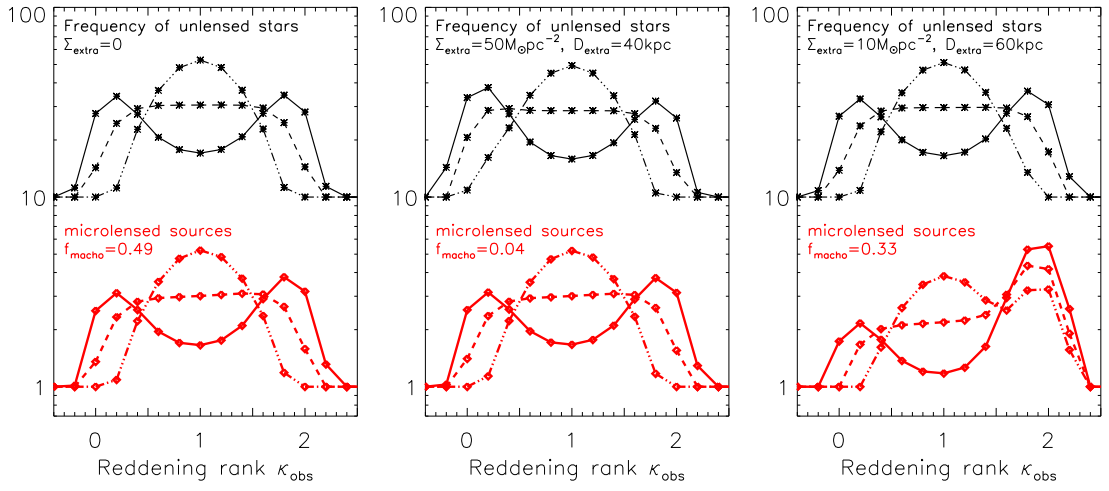 100
10
1
Frequency of unlensed stars
Σextra=0
microlensed sources
fmacho=0.49
0 1 2
Reddening rank κobs
100
10
1
Frequency of unlensed stars
Σextra=50M⊙pc⁻², Dextra=40kpc
microlensed sources
fmacho=0.04
0 1 2
Reddening rank κobs
100
10
1
Frequency of unlensed stars
Σextra=10M⊙pc⁻², Dextra=60kpc
microlensed sources
fmacho=0.33
0 1 2
Reddening rank κobs